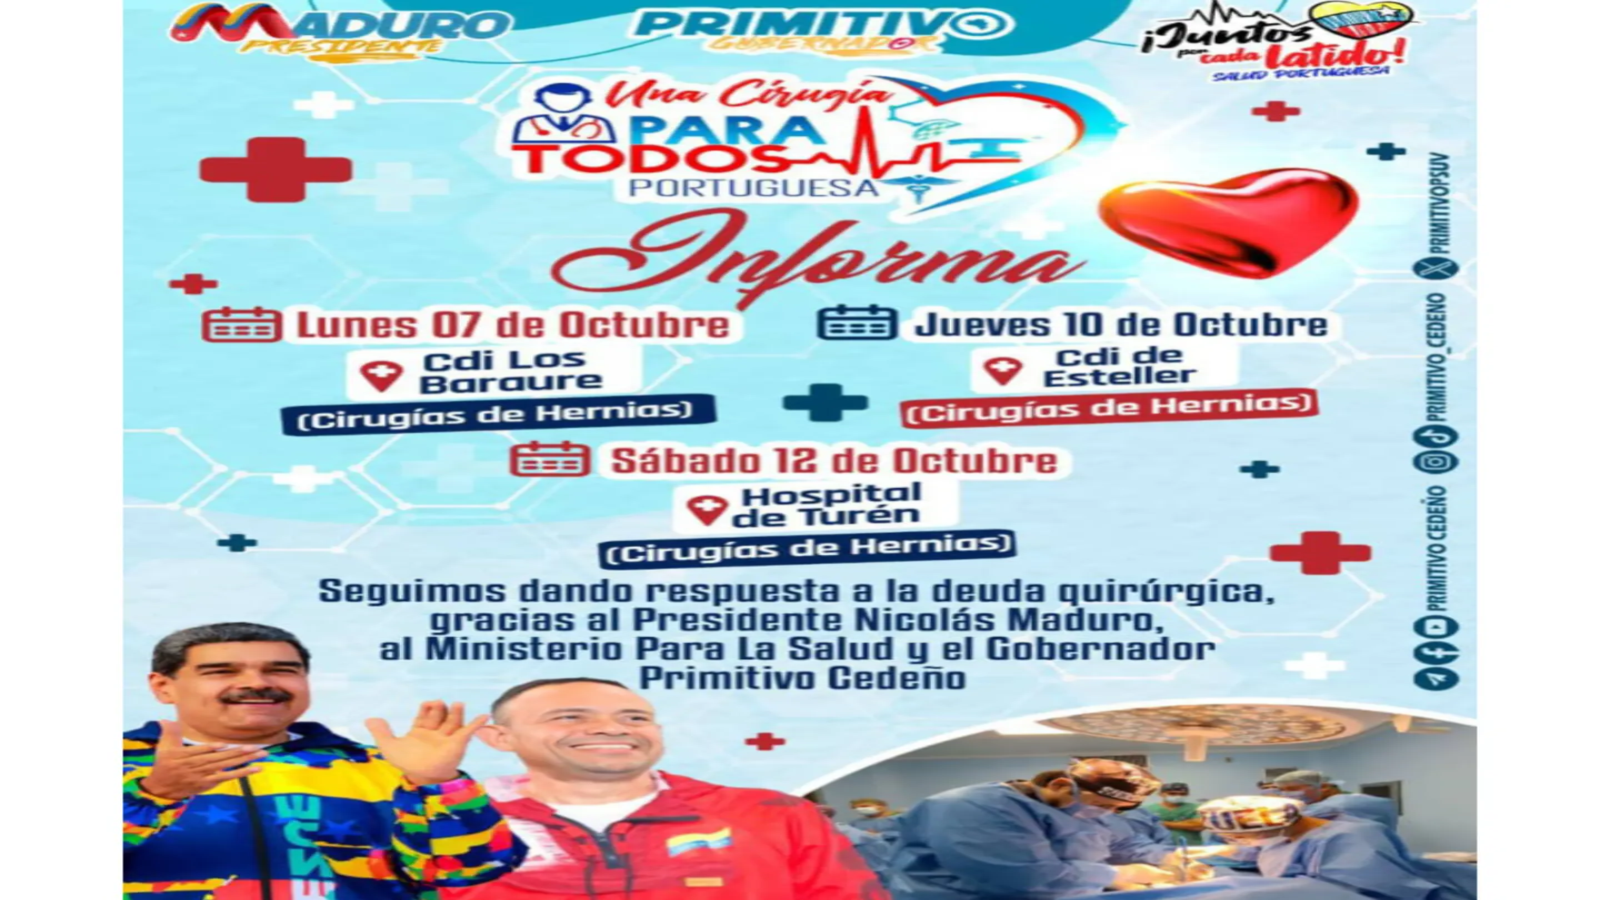 MADURO
PRESIDENTE
PRIMITIVO
GOBERNADOR
¡Juntos
por cada Latido!
SALUD PORTUGUESA
Una Cirugía
PARA
TODOS
PORTUGUESA
Informa
Lunes 07 de Octubre
Cdi Los
Baraure
(Cirugías de Hernias)
Jueves 10 de Octubre
Cdi de
Esteller
(Cirugías de Hernias)
Sábado 12 de Octubre
Hospital
de Turén
(Cirugías de Hernias)
Seguimos dando respuesta a la deuda quirúrgica,
gracias al Presidente Nicolás Maduro,
al Ministerio Para La Salud y el Gobernador
Primitivo Cedeño
PRIMITIVOPSUV
PRIMITIVO_CEDENO
PRIMITIVO CEDEÑO